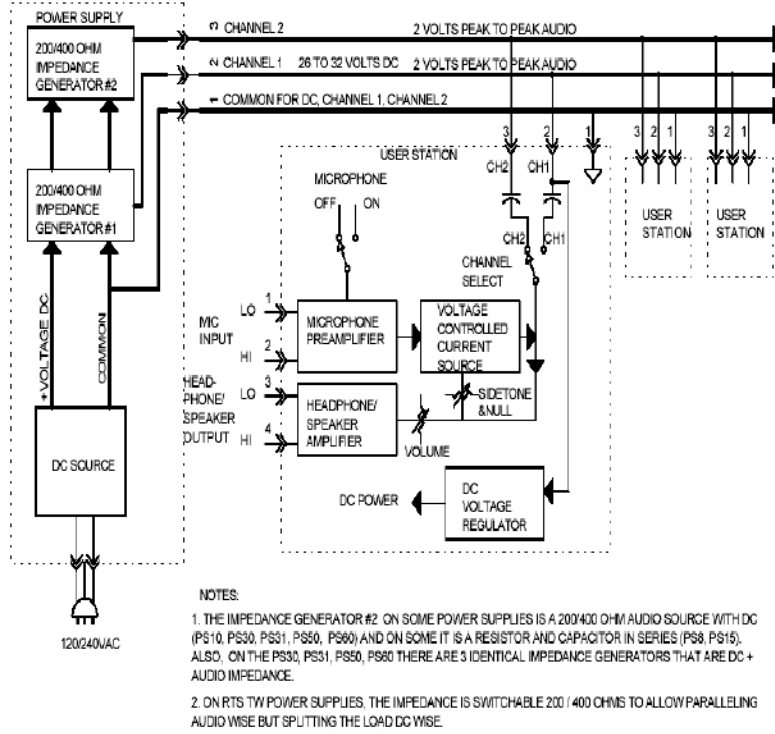 POWER SUPPLY
200/400 OHM
IMPEDANCE
GENERATOR #2
200/400 OHM
IMPEDANCE
GENERATOR #1
+ VOLTAGE DC
COMMON
DC SOURCE
120/240VAC
3 CHANNEL 2 2 VOLTS PEAK TO PEAK AUDIO
2 CHANNEL 1 26 TO 32 VOLTS DC 2 VOLTS PEAK TO PEAK AUDIO
1 COMMON FOR DC, CHANNEL 1, CHANNEL 2
3 2 1
3 2 1
3 2 1
USER STATION
CH2 CH1
MICROPHONE
OFF ON
CH2 CH1
CHANNEL
SELECT
USER
STATION
USER
STATION
MIC
INPUT
LO 1
HI 2
MICROPHONE
PREAMPLIFIER
VOLTAGE
CONTROLLED
CURRENT
SOURCE
HEAD-
PHONE/
SPEAKER
OUTPUT
LO 3
HI 4
HEADPHONE/
SPEAKER
AMPLIFIER
SIDETONE
&NULL
VOLUME
DC POWER
DC
VOLTAGE
REGULATOR
NOTES:
1. THE IMPEDANCE GENERATOR #2 ON SOME POWER SUPPLIES IS A 200/400 OHM AUDIO SOURCE WITH DC
(PS10, PS30, PS31, PS50, PS60) AND ON SOME IT IS A RESISTOR AND CAPACITOR IN SERIES (PS8, PS15).
ALSO, ON THE PS30, PS31, PS50, PS60 THERE ARE 3 IDENTICAL IMPEDANCE GENERATORS THAT ARE DC +
AUDIO IMPEDANCE.
2. ON RTS TW POWER SUPPLIES, THE IMPEDANCE IS SWITCHABLE 200 / 400 OHMS TO ALLOW PARALLELING
AUDIO WISE BUT SPLITTING THE LOAD DC WISE.